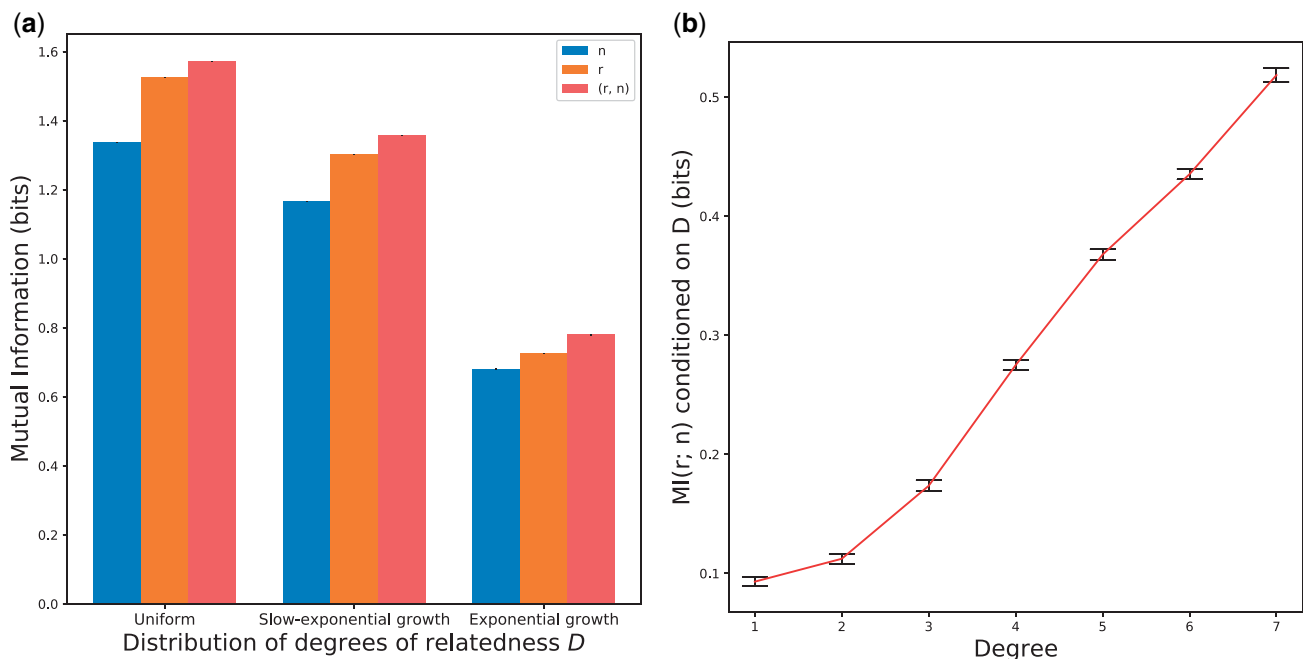 (a)
Mutual Information (bits)
1.6
1.4
1.2
1.0
0.8
0.6
0.4
0.2
0.0
n
r
(r, n)
Uniform
Slow-exponential growth
Exponential growth
Distribution of degrees of relatedness D
(b)
MI(r; n) conditioned on D (bits)
0.5
0.4
0.3
0.2
0.1
1
2
3
4
5
6
7
Degree